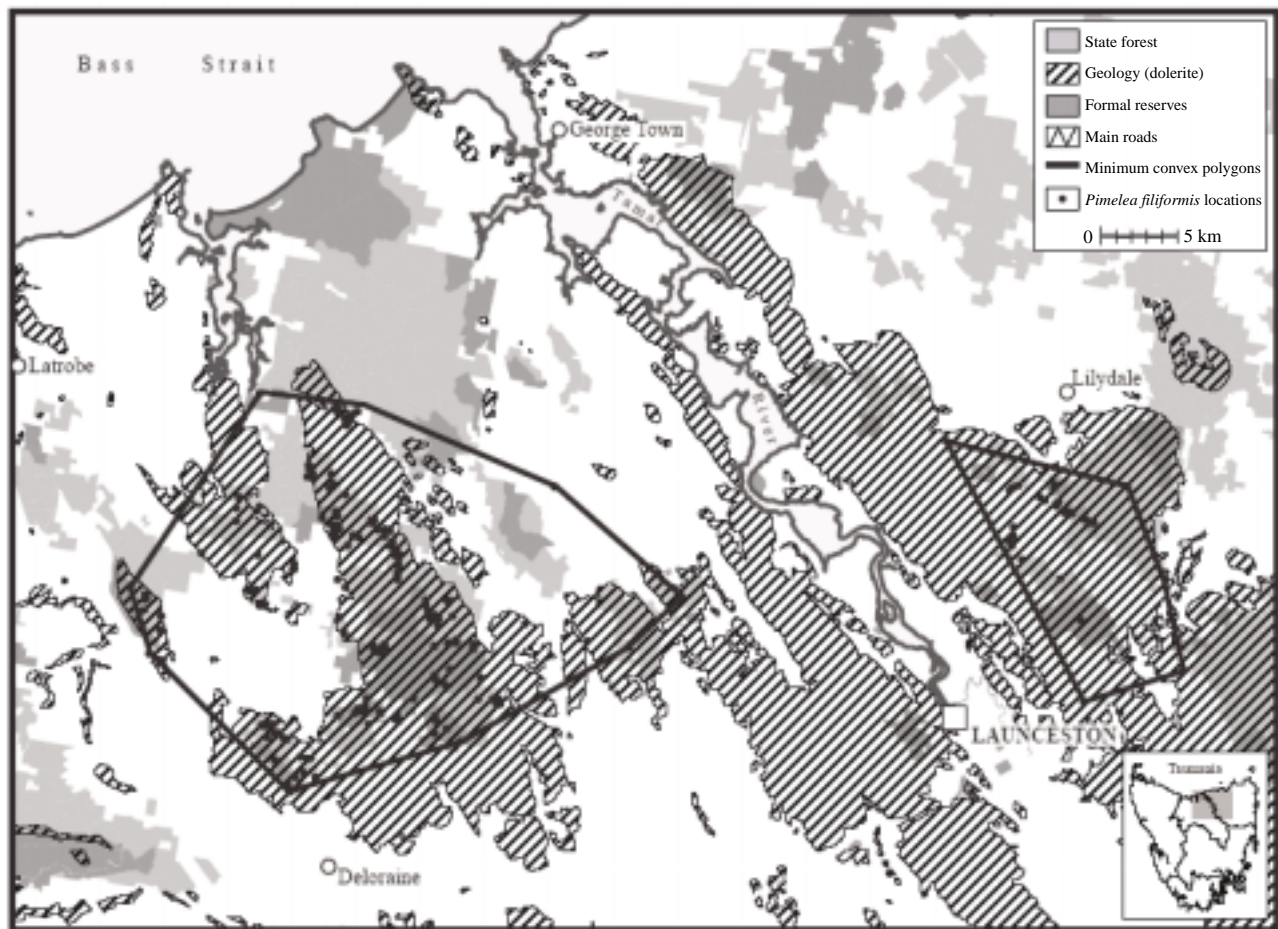 Bass Strait
State forest
Geology (dolerite)
Formal reserves
Main roads
Minimum convex polygons
Pimelea filiformis locations
0 5 km
George Town
Tamar
River
Latrobe
Lilydale
LAUNCESTON
Deloraine
Tasmania